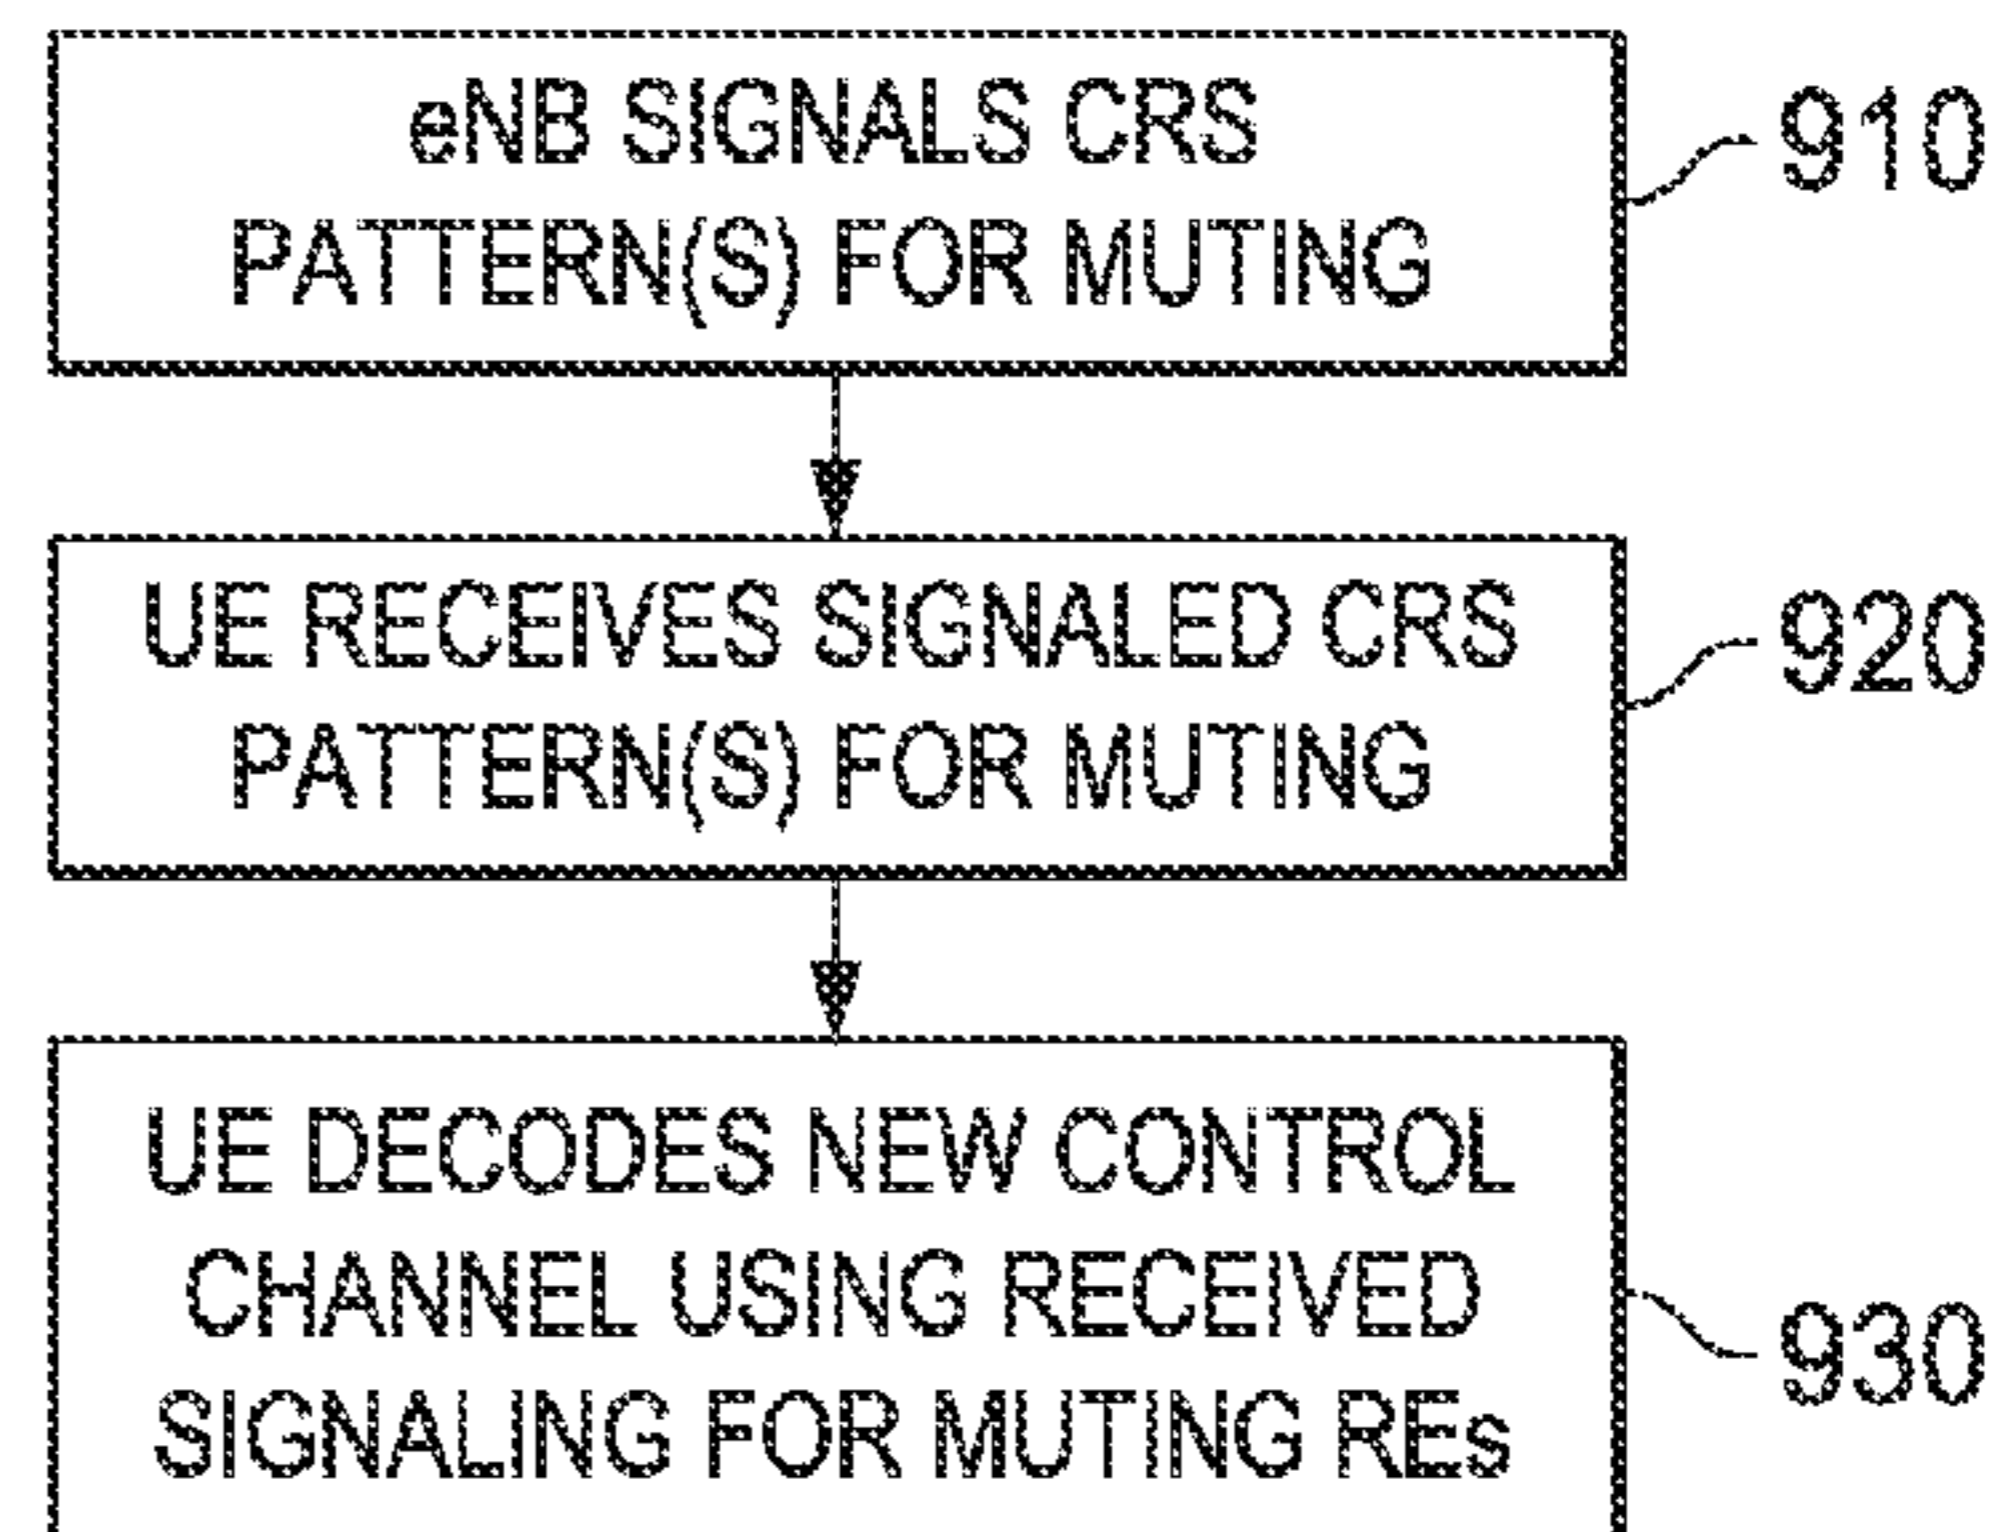 eNB SIGNALS CRS
PATTERN(S) FOR MUTING
910
UE RECEIVES SIGNALED CRS
PATTERN(S) FOR MUTING
920
UE DECODES NEW CONTROL
CHANNEL USING RECEIVED
SIGNALING FOR MUTING REs
930